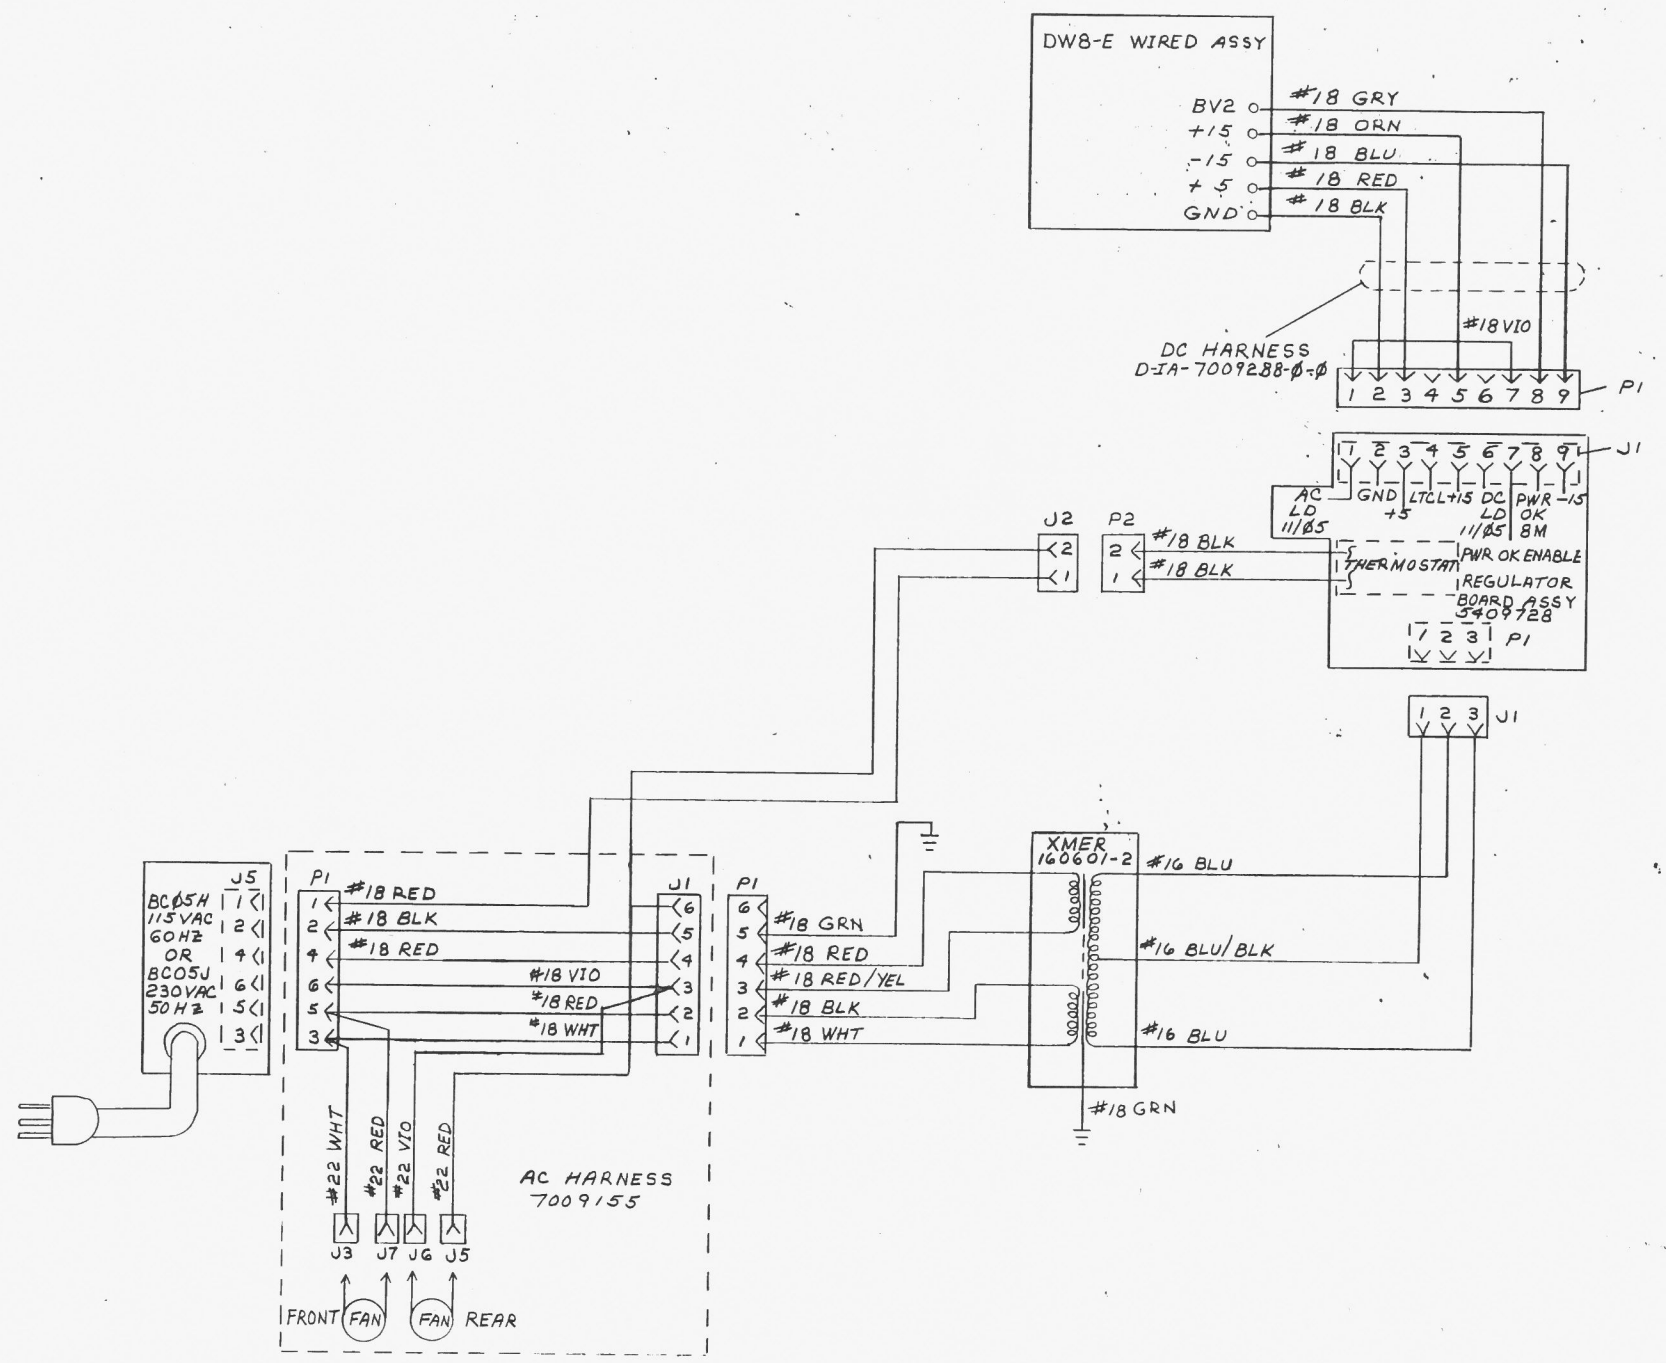 DW8-E WIRED ASSY
BV2 #18 GRY
+15 #18 ORN
-15 #18 BLU
+ 5 #18 RED
GND #18 BLK
#18 VIO
DC HARNESS
D-IA-7009288-Ø-Ø
1 2 3 4 5 6 7 8 9 P1
1 2 3 4 5 6 7 8 9 J1
AC LD 11/Ø5
GND
+5
LTCL
+15
DC LD 11/Ø5
PWR OK 8M
-15
PWR OK ENABLE
THERMOSTAT
REGULATOR
BOARD ASSY
5409728
1 2 3 P1
J2
2
1
P2
2 #18 BLK
1 #18 BLK
1 2 3 J1
XMER
160601-2
#16 BLU
#16 BLU/BLK
#16 BLU
#18 GRN
J5
1
2
4
6
5
3
BCØ5H
115VAC
60HZ
OR
BC05J
230VAC
50HZ
P1
1 #18 RED
2 #18 BLK
4 #18 RED
6 #18 VIO
5 #18 RED
3 #18 WHT
J1
6
5
4
3
2
1
P1
6
5 #18 GRN
4 #18 RED
3 #18 RED/YEL
2 #18 BLK
1 #18 WHT
#22 WHT
#22 RED
#22 VIO
#22 RED
AC HARNESS
7009155
J3 J7 J6 J5
FRONT FAN FAN REAR